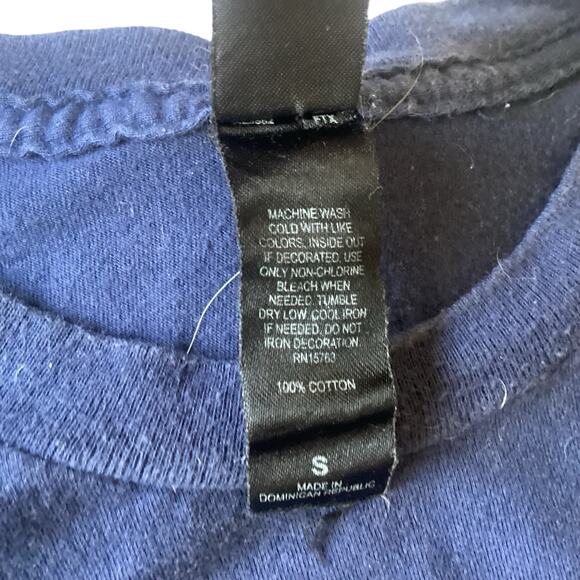 FTX
MACHINE WASH
COLD WITH LIKE
COLORS, INSIDE OUT
IF DECORATED, USE
ONLY NON-CHLORINE
BLEACH WHEN
NEEDED. TUMBLE
DRY LOW. COOL IRON
IF NEEDED. DO NOT
IRON DECORATION.
RN15763
100% COTTON
S
MADE IN
DOMINICAN REPUBLIC